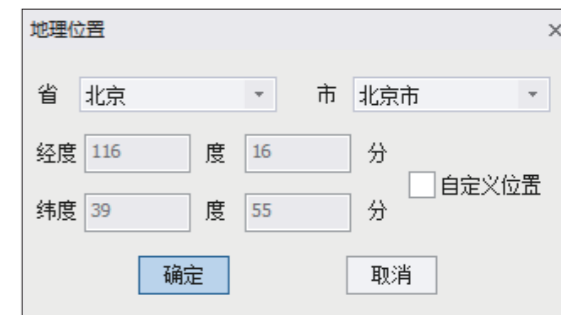 地理位置
省 北京 市 北京市
经度 116 度 16 分
自定义位置
纬度 39 度 55 分
确定 取消